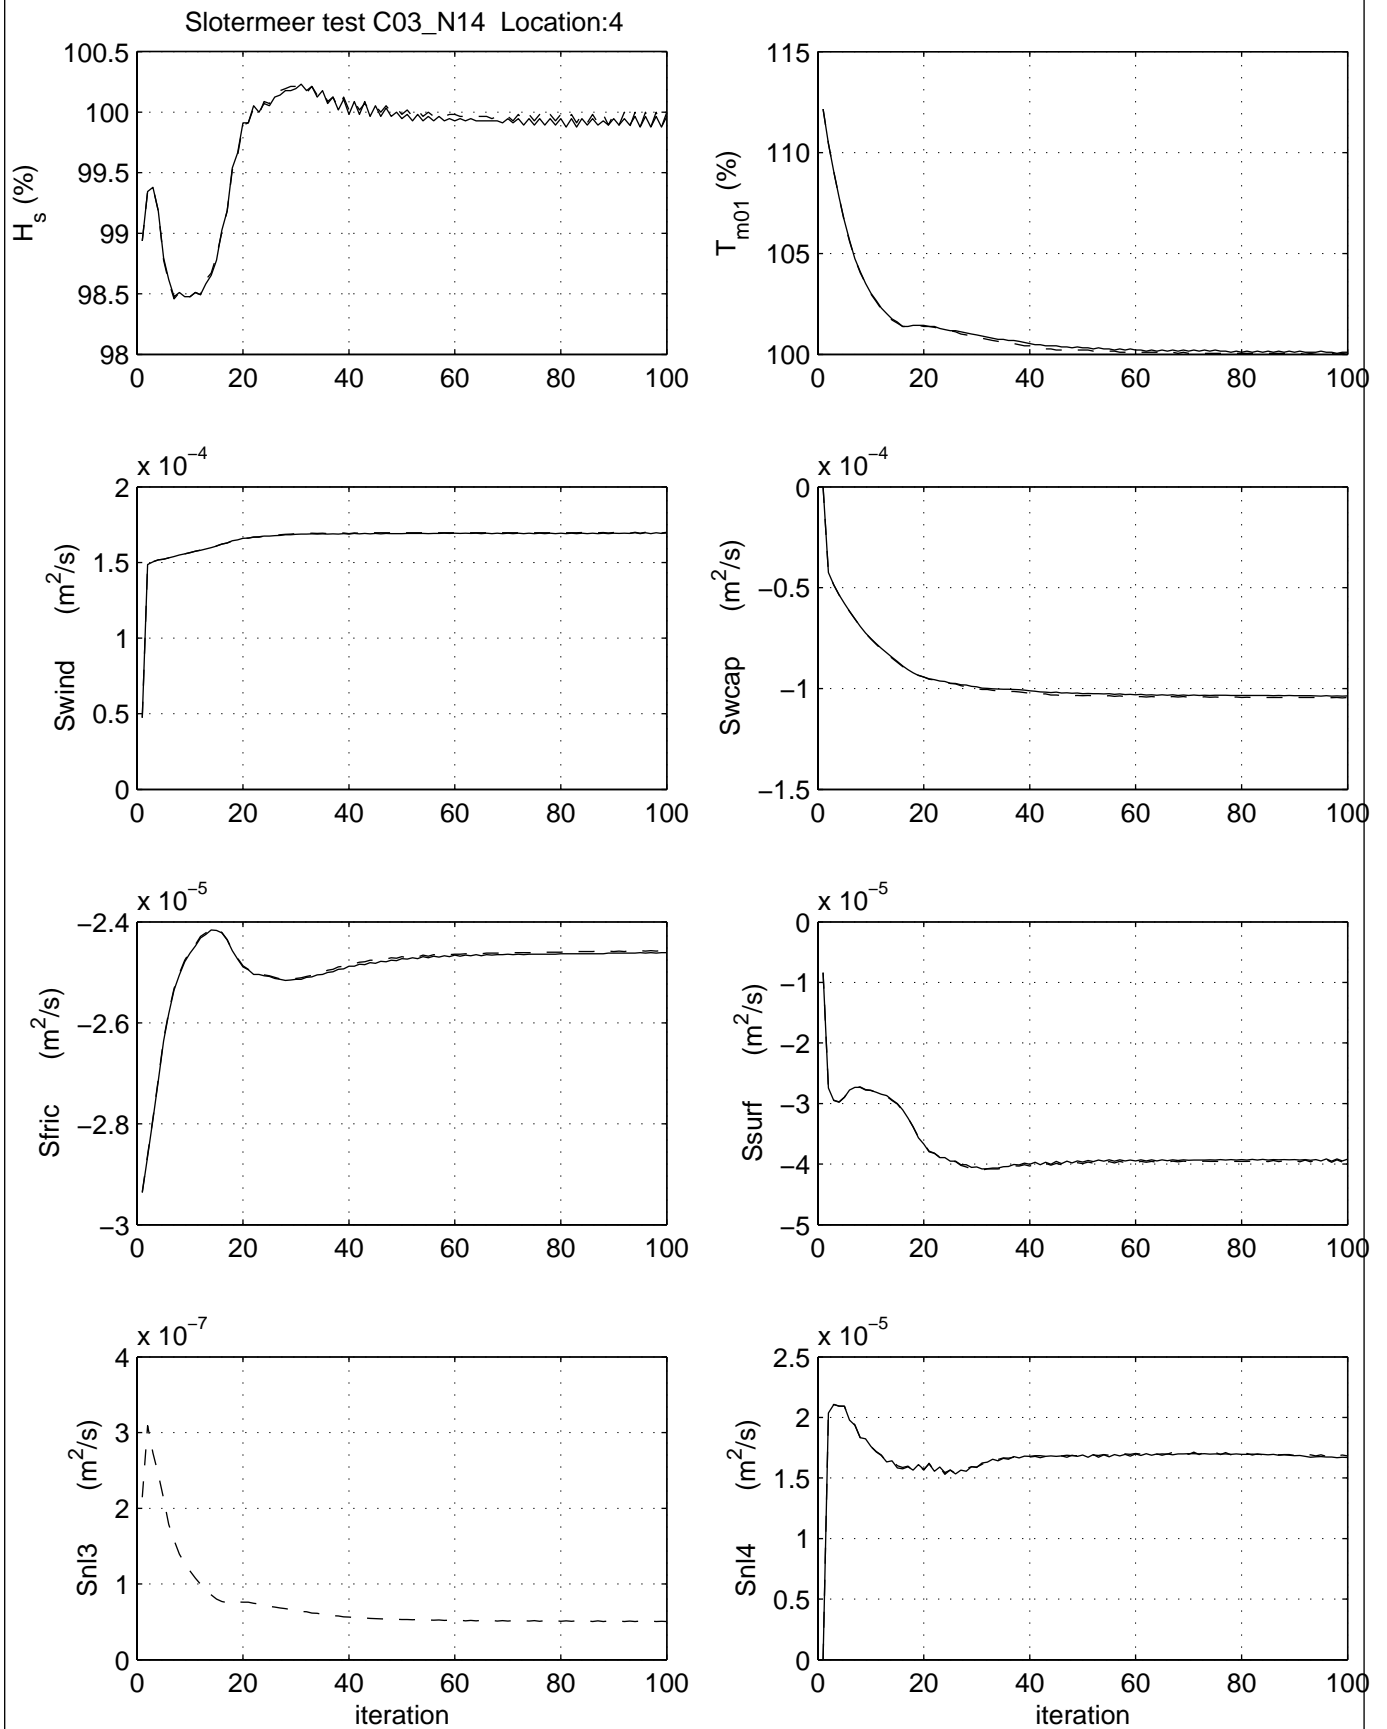 Slotermeer test C03_N14 Location:4
100.5
100
99.5
99
98.5
98
0 20 40 60 80 100
H_s (%)
115
110
105
100
0 20 40 60 80 100
T_m01 (%)
x 10^−4
2
1.5
1
0.5
0
0 20 40 60 80 100
Swind (m^2/s)
x 10^−4
0
−0.5
−1
−1.5
0 20 40 60 80 100
Swcap (m^2/s)
x 10^−5
−2.4
−2.6
−2.8
−3
0 20 40 60 80 100
Sfric (m^2/s)
x 10^−5
0
−1
−2
−3
−4
−5
0 20 40 60 80 100
Ssurf (m^2/s)
x 10^−7
4
3
2
1
0
0 20 40 60 80 100
Snl3 (m^2/s)
iteration
x 10^−5
2.5
2
1.5
1
0.5
0
0 20 40 60 80 100
Snl4 (m^2/s)
iteration